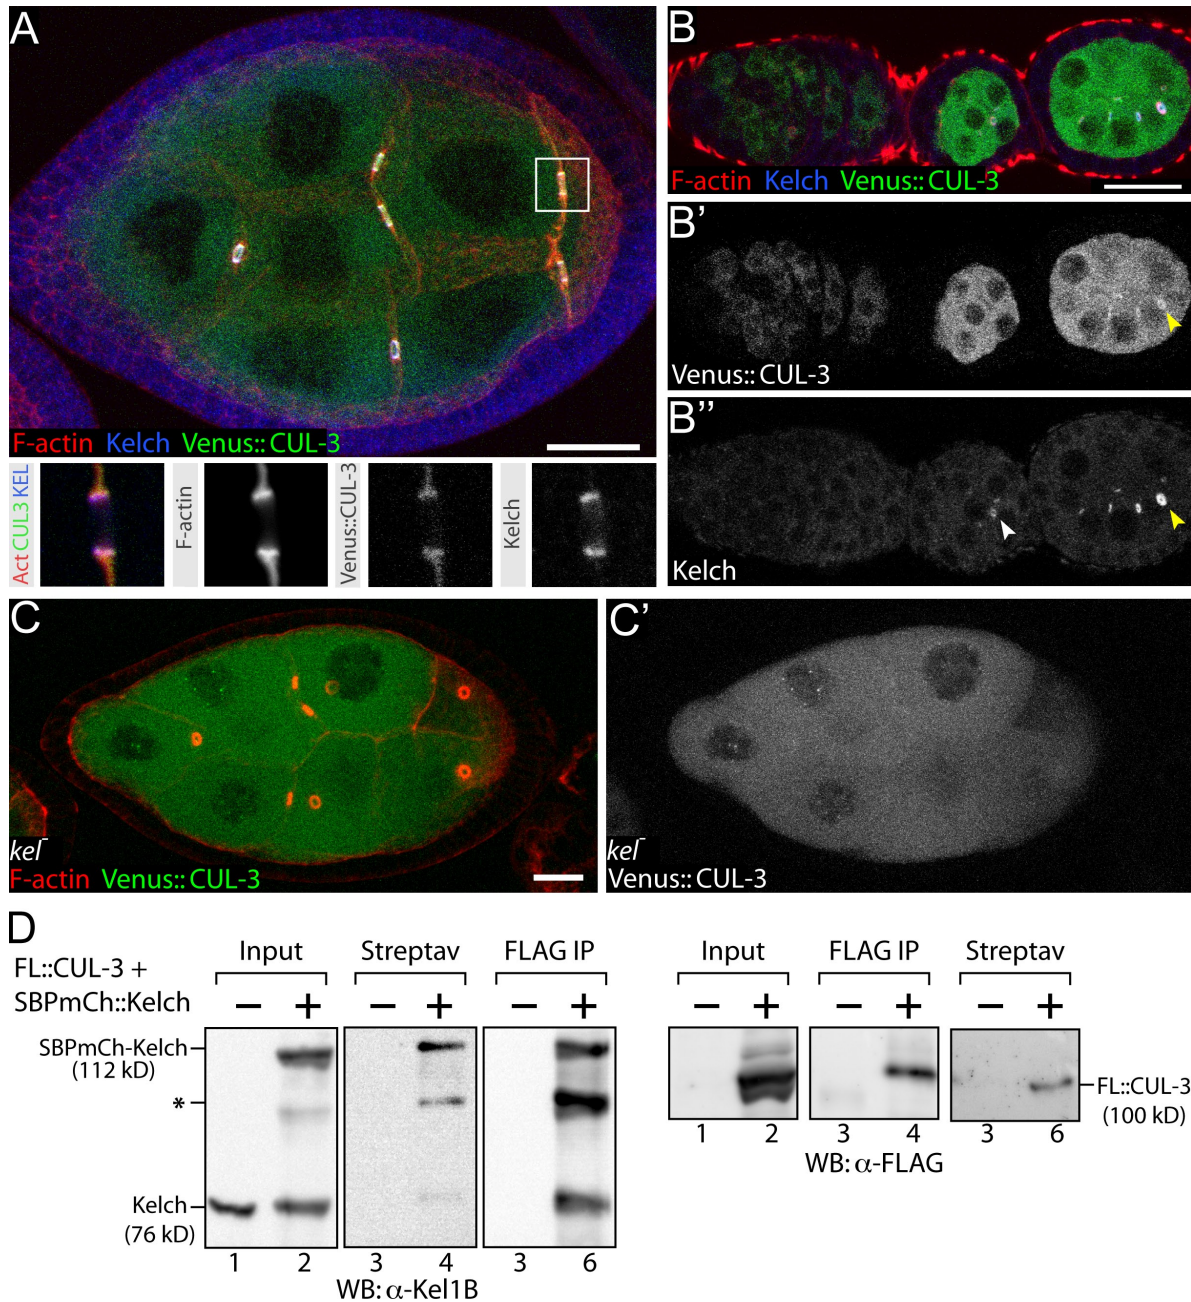 A
F-actin Kelch Venus::CUL-3
Act CUL3 KEL
F-actin
Venus::CUL-3
Kelch
B
F-actin Kelch Venus::CUL-3
B’
Venus::CUL-3
B’’
Kelch
C
kel⁻
F-actin Venus::CUL-3
C’
kel⁻
Venus::CUL-3
D
FL::CUL-3 +
SBPmCh::Kelch
Input Streptav FLAG IP
− + − + − +
SBPmCh-Kelch
(112 kD)
*
Kelch
(76 kD)
1 2 3 4 3 6
WB: α-Kel1B
Input FLAG IP Streptav
− + − + − +
FL::CUL-3
(100 kD)
1 2 3 4 3 6
WB: α-FLAG